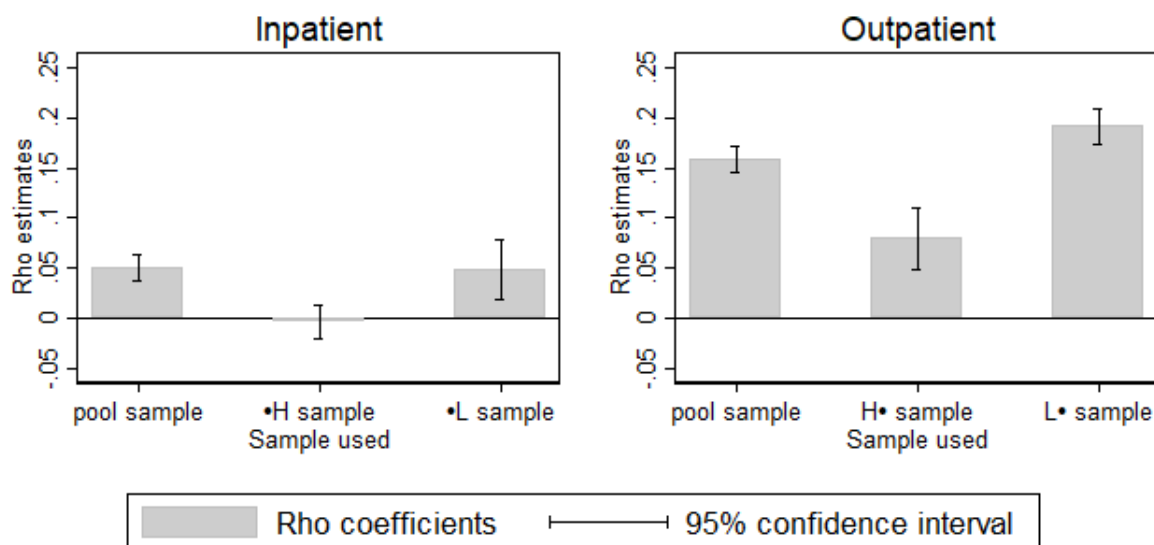 Inpatient
Rho estimates
.25
.2
.15
.1
.05
0
-.05
pool sample •H sample •L sample
Sample used
Outpatient
Rho estimates
.25
.2
.15
.1
.05
0
-.05
pool sample H• sample L• sample
Sample used
Rho coefficients 95% confidence interval